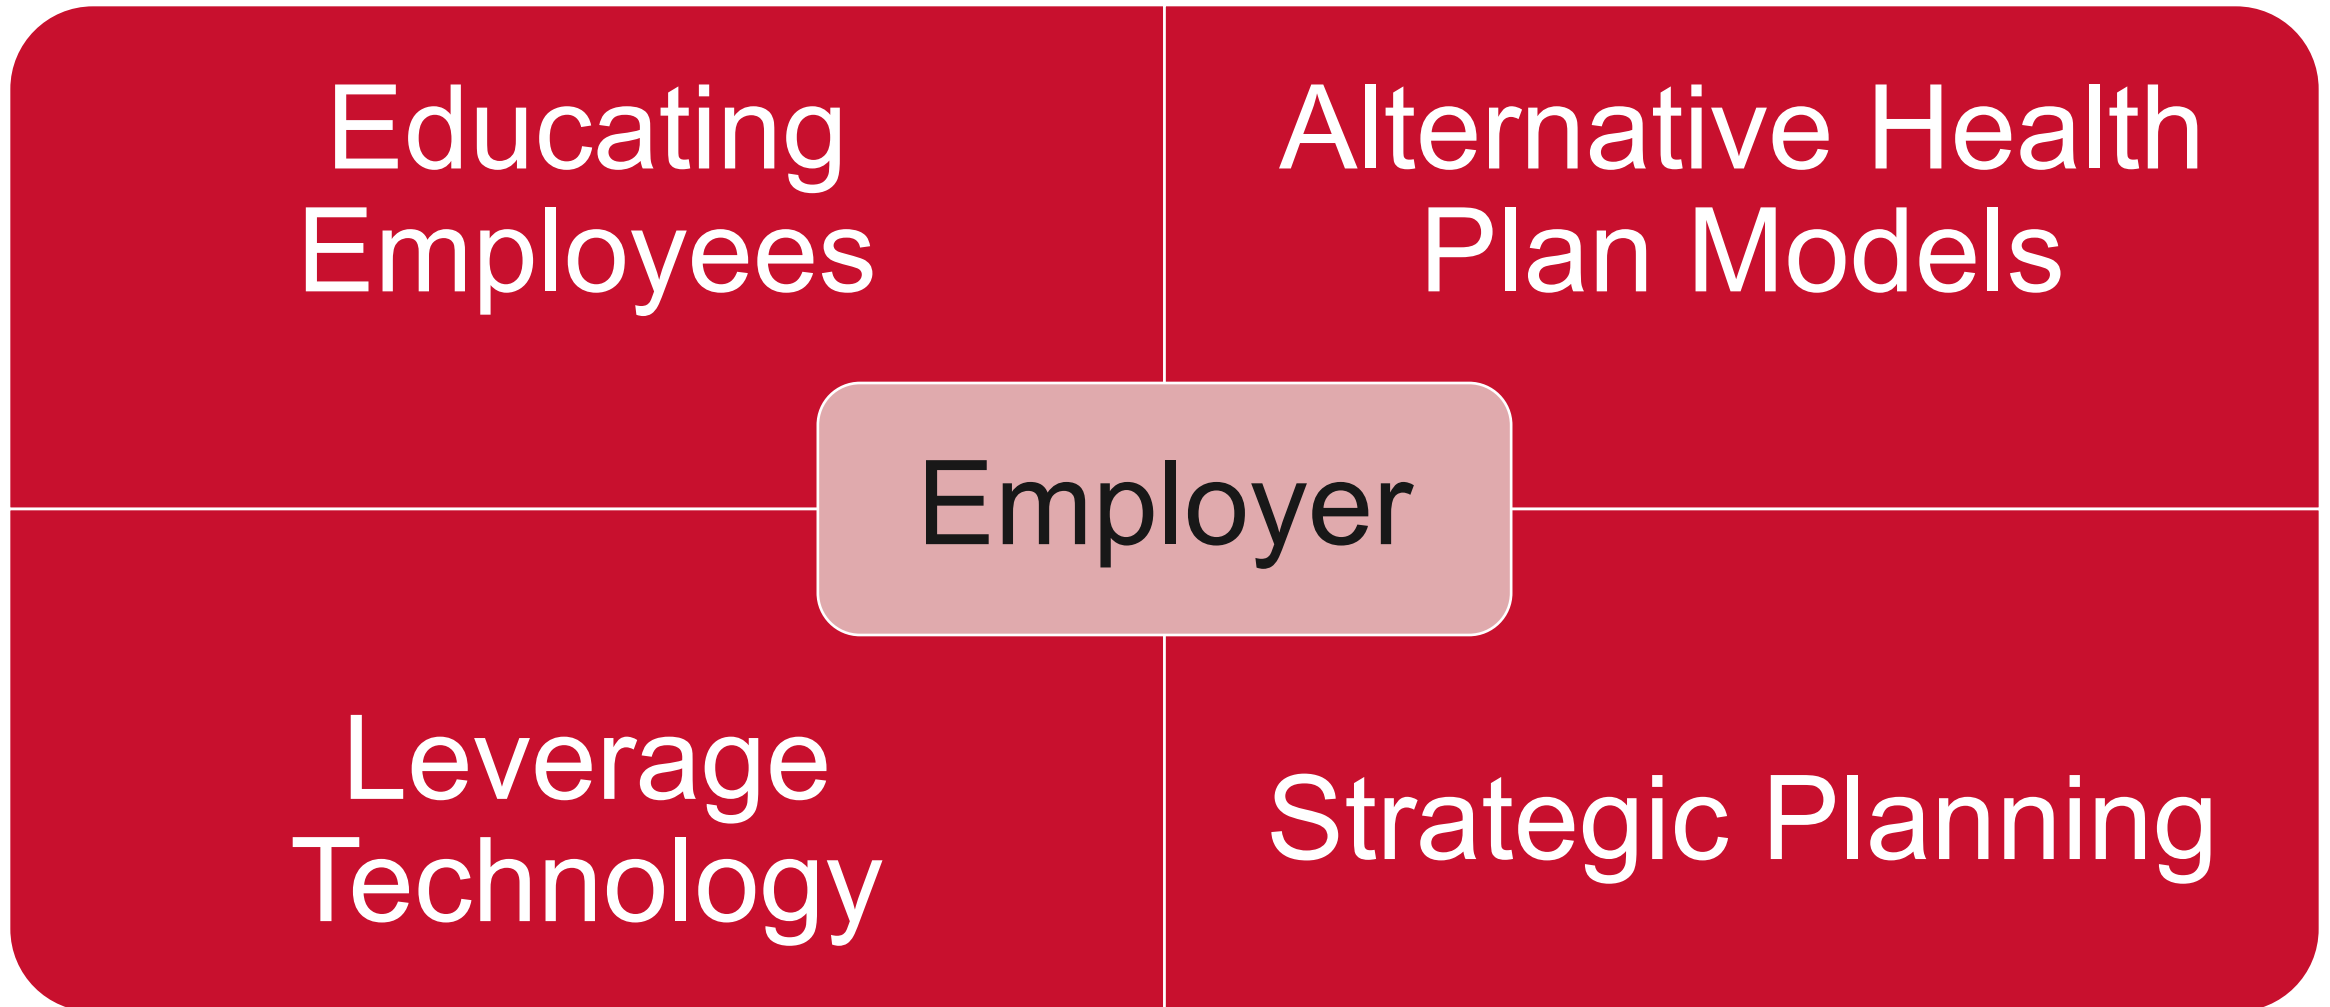 Educating
Employees
Alternative Health
Plan Models
Employer
Leverage
Technology
Strategic Planning